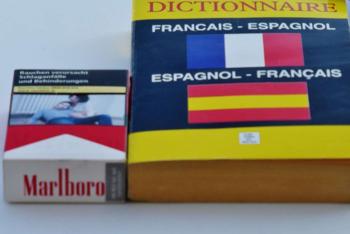 DICTIONNAIRE
FRANCAIS - ESPAGNOL
ESPAGNOL - FRANÇAIS
Rauchen verursacht
Schlaganfälle
und Behinderungen
Marlboro